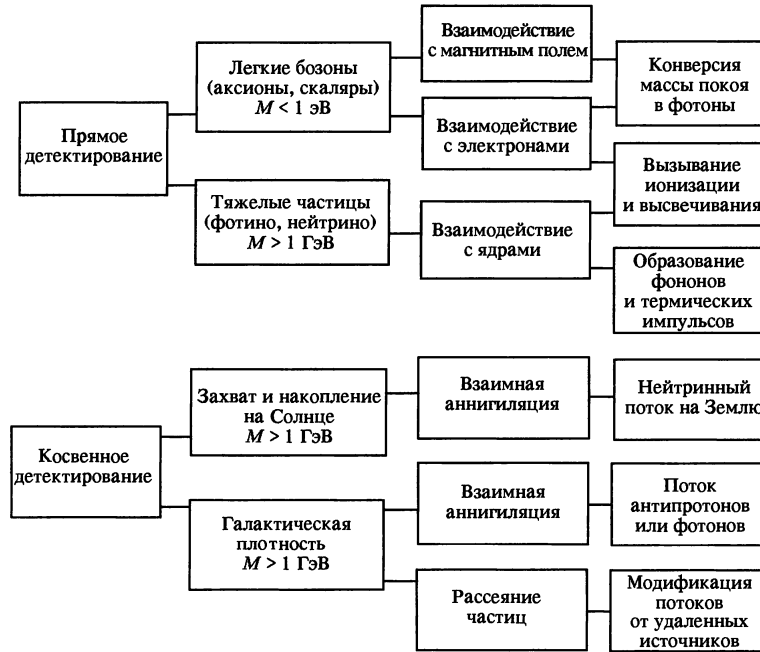 Прямое
детектирование
Легкие бозоны
(аксионы, скаляры)
M < 1 эВ
Взаимодействие
с магнитным полем
Взаимодействие
с электронами
Конверсия
массы покоя
в фотоны
Вызывание
ионизации
и высвечивания
Тяжелые частицы
(фотино, нейтрино)
M > 1 ГэВ
Взаимодействие
с ядрами
Образование
фононов
и термических
импульсов
Косвенное
детектирование
Захват и накопление
на Солнце
M > 1 ГэВ
Взаимная
аннигиляция
Нейтринный
поток на Землю
Галактическая
плотность
M > 1 ГэВ
Взаимная
аннигиляция
Поток
антипротонов
или фотонов
Рассеяние
частиц
Модификация
потоков
от удаленных
источников